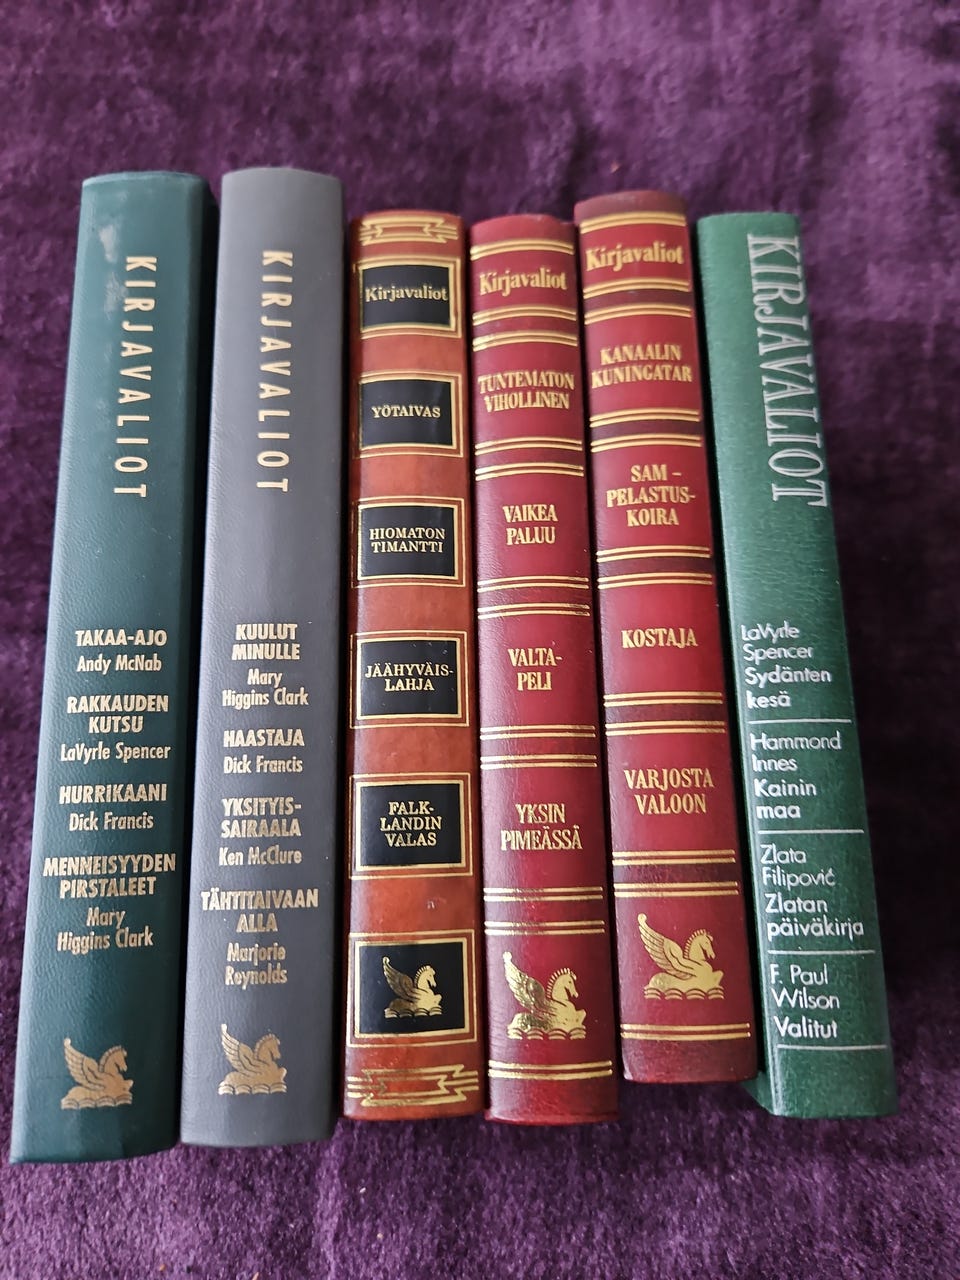 KIRJAVALIOT
TAKAA-AJO
Andy McNab
RAKKAUDEN
KUTSU
LaVyrle Spencer
HURRIKAANI
Dick Francis
MENNEISYYDEN
PIRSTALEET
Mary
Higgins Clark
KIRJAVALIOT
KUULUT
MINULLE
Mary
Higgins Clark
HAASTAJA
Dick Francis
YKSITYIS-
SAIRAALA
Ken McClure
TÄHTITAIVAAN
ALLA
Marjorie
Reynolds
Kirjavaliot
YÖTAIVAS
HIOMATON
TIMANTTI
JÄÄHYVÄIS-
LAHJA
FALK-
LANDIN
VALAS
Kirjavaliot
TUNTEMATON
VIHOLLINEN
VAIKEA
PALUU
VALTA-
PELI
YKSIN
PIMEÄSSÄ
Kirjavaliot
KANAALIN
KUNINGATAR
SAM –
PELASTUS-
KOIRA
KOSTAJA
VARJOSTA
VALOON
KIRJAVALIOT
LaVyrle
Spencer
Sydänten
kesä
Hammond
Innes
Kainin
maa
Zlata
Filipović
Zlatan
päiväkirja
F. Paul
Wilson
Valitut